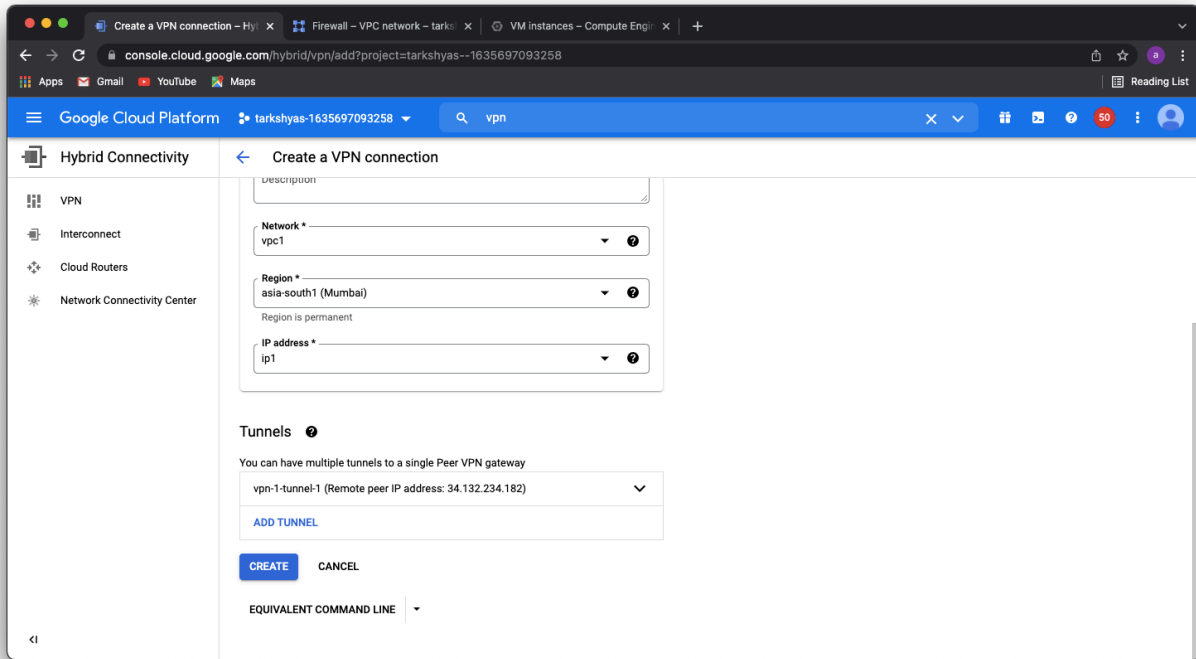 Create a VPN connection – Hyb
Firewall – VPC network – tarksh
VM instances – Compute Engin
console.cloud.google.com/hybrid/vpn/add?project=tarkshyas--1635697093258
a
Apps
Gmail
YouTube
Maps
Reading List
Google Cloud Platform
tarkshyas-1635697093258
vpn
50
Hybrid Connectivity
Create a VPN connection
VPN
Interconnect
Cloud Routers
Network Connectivity Center
Description
Network *
vpc1
Region *
asia-south1 (Mumbai)
Region is permanent
IP address *
ip1
Tunnels
You can have multiple tunnels to a single Peer VPN gateway
vpn-1-tunnel-1 (Remote peer IP address: 34.132.234.182)
ADD TUNNEL
CREATE
CANCEL
EQUIVALENT COMMAND LINE